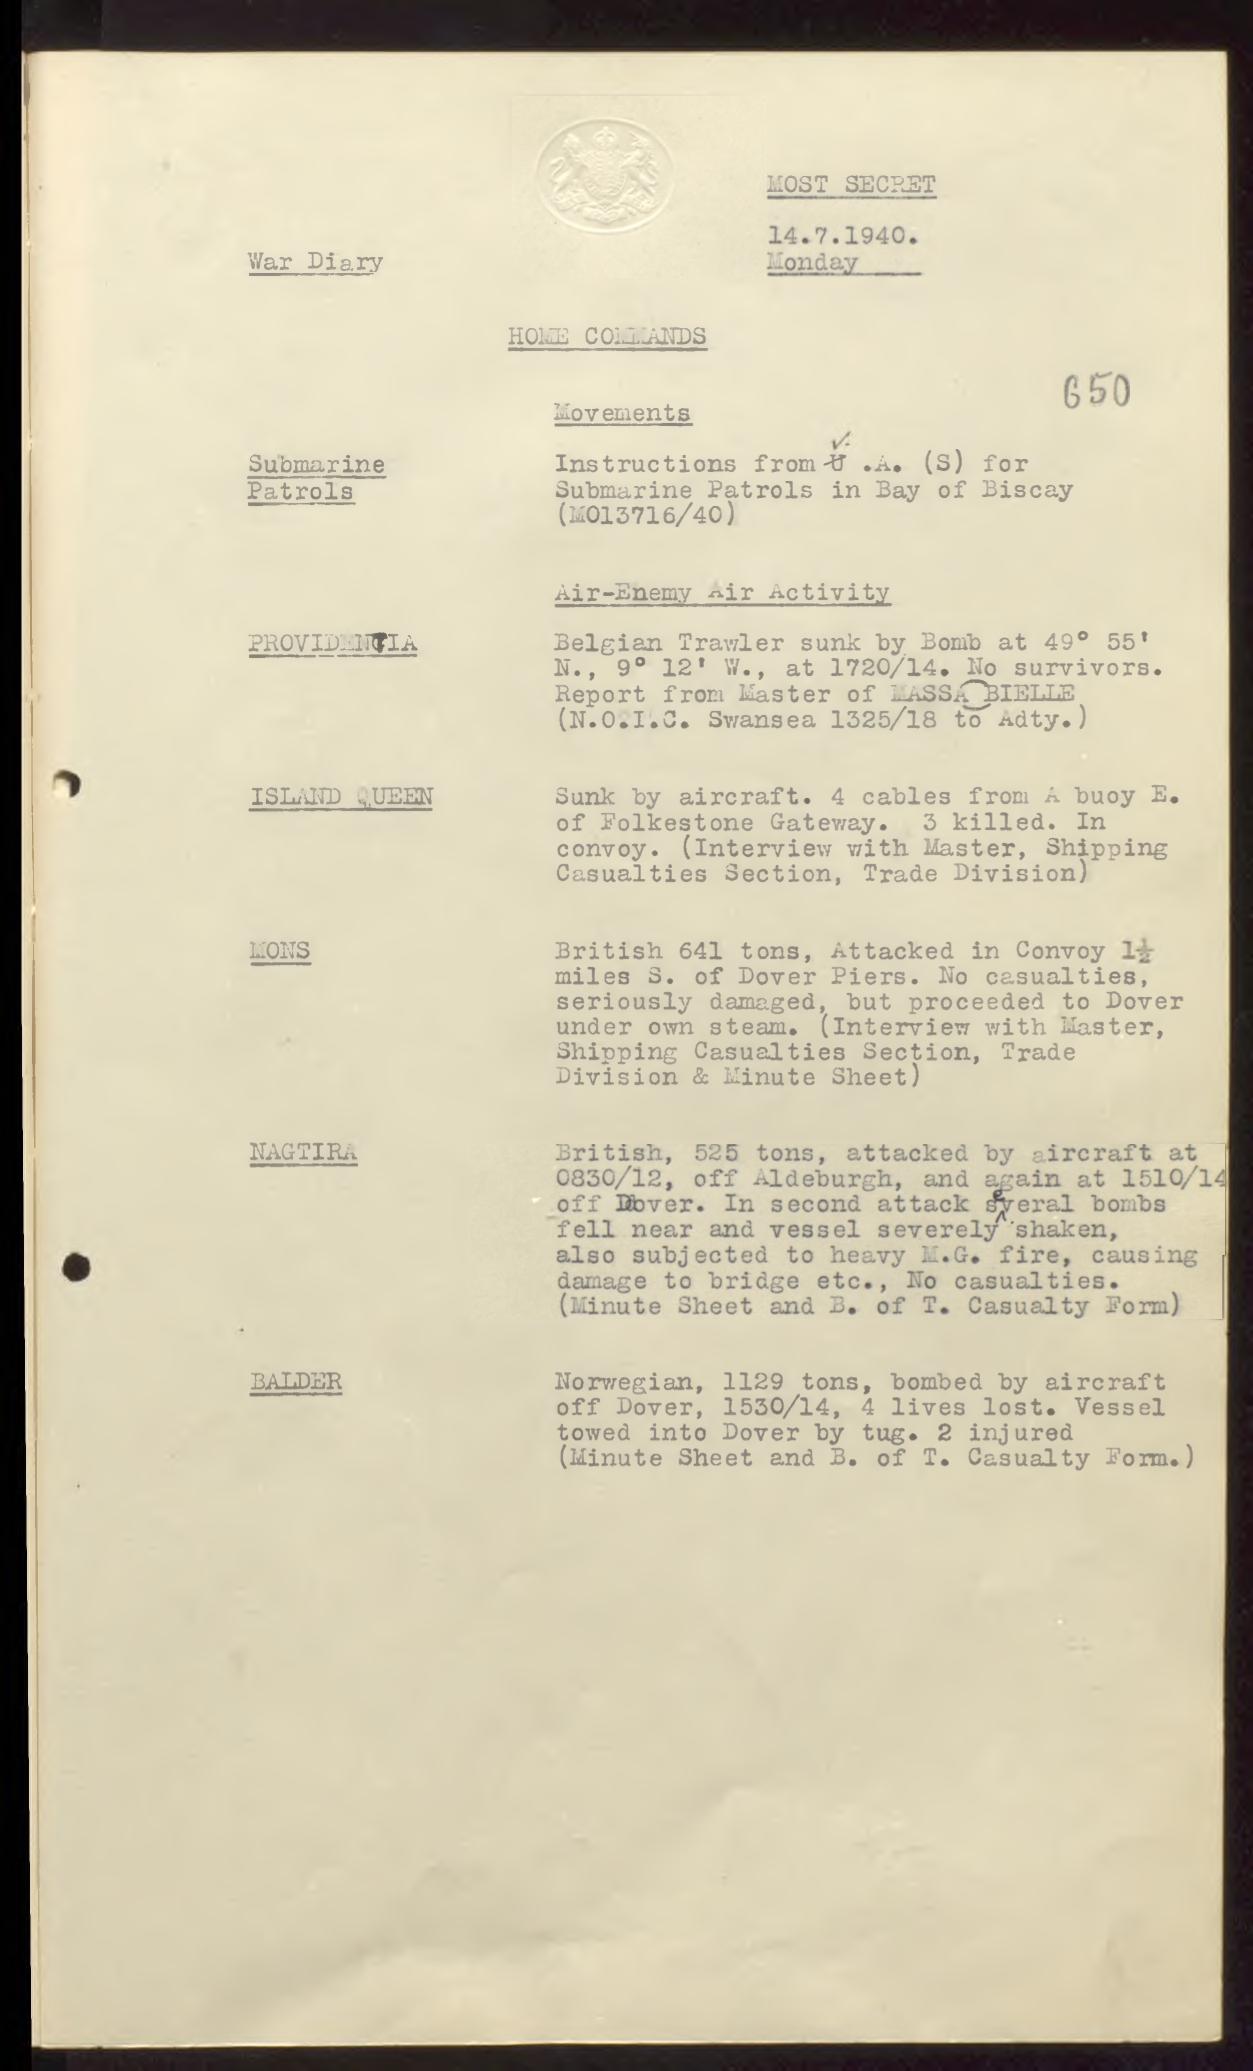 MOST SECRET
14.7.1940.
War Diary
Monday
HOME COMMANDS
650
Movements
Submarine
Patrols
Instructions from V.A. (S) for
Submarine Patrols in Bay of Biscay
(M013716/40)
Air-Enemy Air Activity
PROVIDENTIA
Belgian Trawler sunk by Bomb at 49° 55'
N., 9° 12' W., at 1720/14. No survivors.
Report from Master of MASSABIELLE
(N.O.I.C. Swansea 1325/18 to Adty.)
ISLAND QUEEN
Sunk by aircraft. 4 cables from A buoy E.
of Folkestone Gateway. 3 killed. In
convoy. (Interview with Master, Shipping
Casualties Section, Trade Division)
MONS
British 641 tons, Attacked in Convoy 1½
miles S. of Dover Piers. No casualties,
seriously damaged, but proceeded to Dover
under own steam. (Interview with Master,
Shipping Casualties Section, Trade
Division & Minute Sheet)
NAGTIRA
British, 525 tons, attacked by aircraft at
0830/12, off Aldeburgh, and again at 1510/14
off Dover. In second attack several bombs
fell near and vessel severely shaken,
also subjected to heavy M.G. fire, causing
damage to bridge etc., No casualties.
(Minute Sheet and B. of T. Casualty Form)
BALDER
Norwegian, 1129 tons, bombed by aircraft
off Dover, 1530/14, 4 lives lost. Vessel
towed into Dover by tug. 2 injured
(Minute Sheet and B. of T. Casualty Form.)